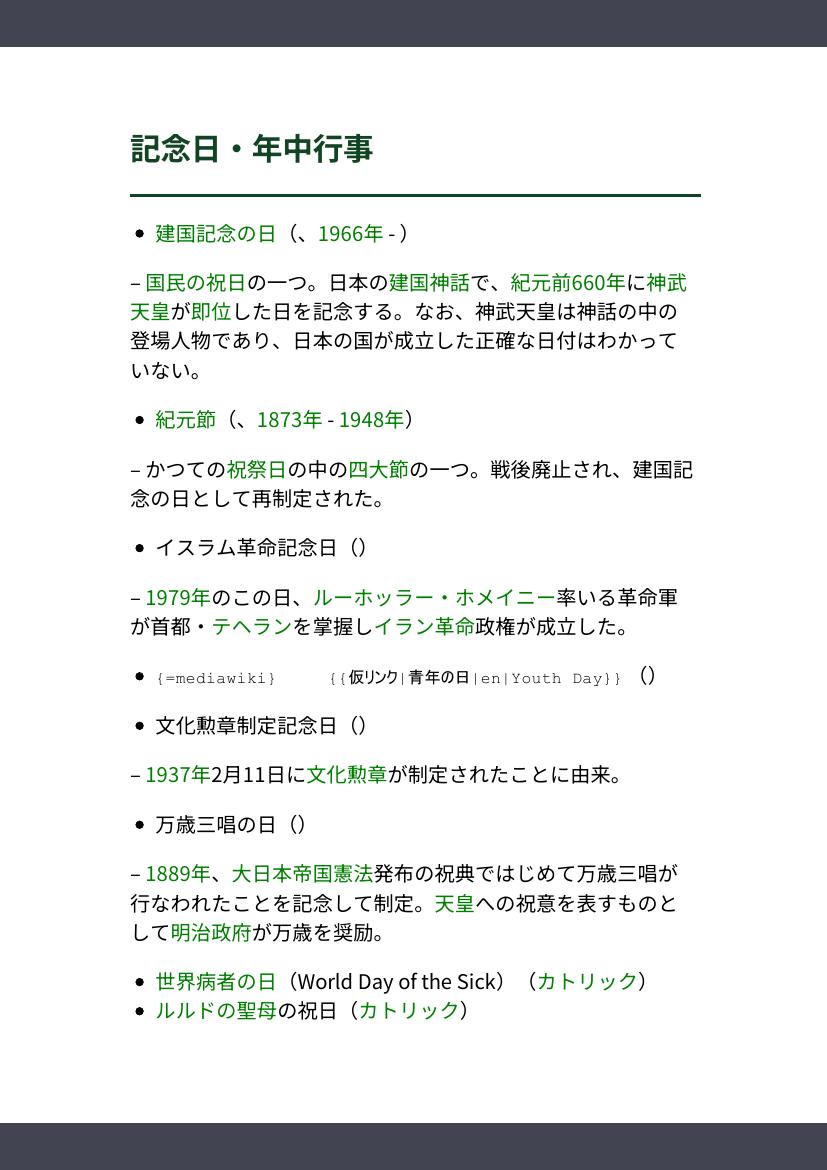 記念日・年中行事
• 建国記念の日（、1966年 - ）
– 国民の祝日の一つ。日本の建国神話で、紀元前660年に神武
天皇が即位した日を記念する。なお、神武天皇は神話の中の
登場人物であり、日本の国が成立した正確な日付はわかって
いない。
• 紀元節（、1873年 - 1948年）
– かつての祝祭日の中の四大節の一つ。戦後廃止され、建国記
念の日として再制定された。
• イスラム革命記念日（）
– 1979年のこの日、ルーホッラー・ホメイニー率いる革命軍
が首都・テヘランを掌握しイラン革命政権が成立した。
• {=mediawiki} {{仮リンク|青年の日|en|Youth Day}} （）
• 文化勲章制定記念日（）
– 1937年2月11日に文化勲章が制定されたことに由来。
• 万歳三唱の日（）
– 1889年、大日本帝国憲法発布の祝典ではじめて万歳三唱が
行なわれたことを記念して制定。天皇への祝意を表すものと
して明治政府が万歳を奨励。
• 世界病者の日（World Day of the Sick）（カトリック）
• ルルドの聖母の祝日（カトリック）